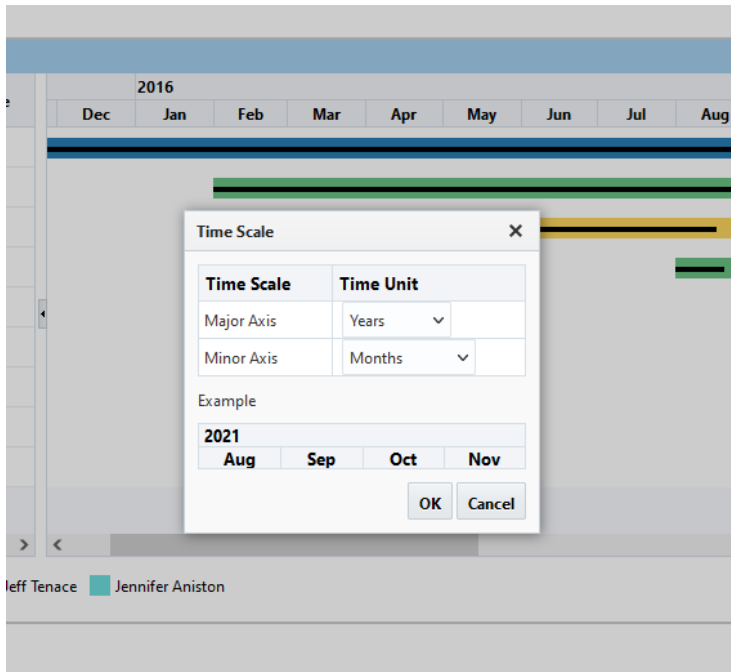 2016
Dec Jan Feb Mar Apr May Jun Jul Aug
Time Scale
Time Scale Time Unit
Major Axis Years
Minor Axis Months
Example
2021
Aug Sep Oct Nov
OK Cancel
Jeff Tenace Jennifer Aniston